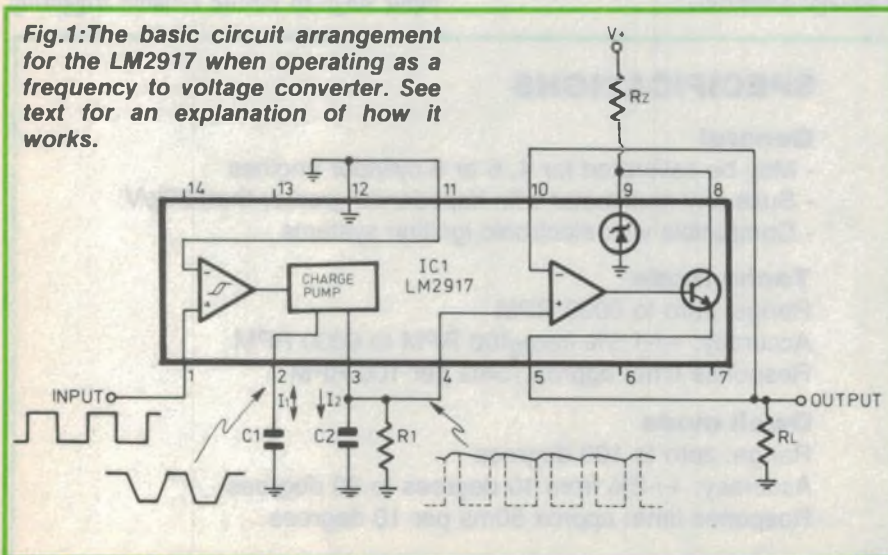 Fig.1:The basic circuit arrangement
for the LM2917 when operating as a
frequency to voltage converter. See
text for an explanation of how it
works.
V+
RZ
14 13 12 11 10 9 8
CHARGE
PUMP
IC1
LM2917
1 2 3 4 5 6 7
INPUT
I1
I2
C1
C2
R1
OUTPUT
RL
SPECIFICATIONS
General